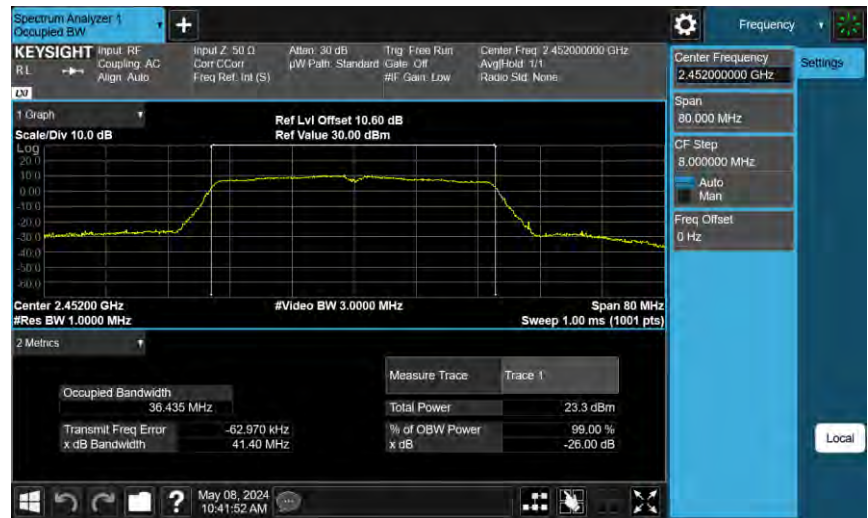 Spectrum Analyzer 1
Occupied BW
+
Frequency
KEYSIGHT
RL
LXI
Input: RF
Coupling: AC
Align: Auto
Input Z: 50 Ω
Corr CCorr
Freq Ref: Int (S)
Atten: 30 dB
µW Path: Standard
Trig: Free Run
Gate: Off
#IF Gain: Low
Center Freq: 2.452000000 GHz
Avg|Hold: 1/1
Radio Std: None
Center Frequency
2.452000000 GHz
Settings
Span
80.000 MHz
CF Step
8.000000 MHz
Auto
Man
Freq Offset
0 Hz
Local
1 Graph
Scale/Div 10.0 dB
Ref Lvl Offset 10.60 dB
Ref Value 30.00 dBm
Log
20.0
10.0
0.00
-10.0
-20.0
-30.0
-40.0
-50.0
-60.0
Center 2.45200 GHz
#Res BW 1.0000 MHz
#Video BW 3.0000 MHz
Span 80 MHz
Sweep 1.00 ms (1001 pts)
2 Metrics
Measure Trace
Trace 1
Occupied Bandwidth
36.435 MHz
Total Power
23.3 dBm
Transmit Freq Error
-62.970 kHz
% of OBW Power
99.00 %
x dB Bandwidth
41.40 MHz
x dB
-26.00 dB
?
May 08, 2024
10:41:52 AM